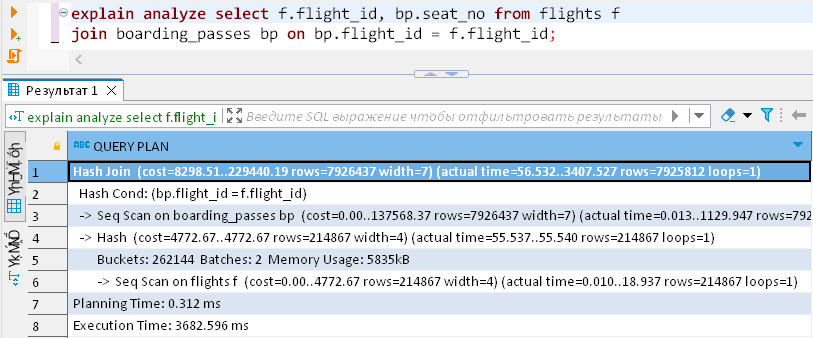 explain analyze select f.flight_id, bp.seat_no from flights f
join boarding_passes bp on bp.flight_id = f.flight_id;
Результат 1
explain analyze select f.flight_i
Введите SQL выражение чтобы отфильтровать результаты
ABC QUERY PLAN
1 Hash Join (cost=8298.51..229440.19 rows=7926437 width=7) (actual time=56.532..3407.527 rows=7925812 loops=1)
2 Hash Cond: (bp.flight_id = f.flight_id)
3 -> Seq Scan on boarding_passes bp (cost=0.00..137568.37 rows=7926437 width=7) (actual time=0.013..1129.947 rows=792
4 -> Hash (cost=4772.67..4772.67 rows=214867 width=4) (actual time=55.537..55.540 rows=214867 loops=1)
5 Buckets: 262144 Batches: 2 Memory Usage: 5835kB
6 -> Seq Scan on flights f (cost=0.00..4772.67 rows=214867 width=4) (actual time=0.010..18.937 rows=214867 loops=1)
7 Planning Time: 0.312 ms
8 Execution Time: 3682.596 ms